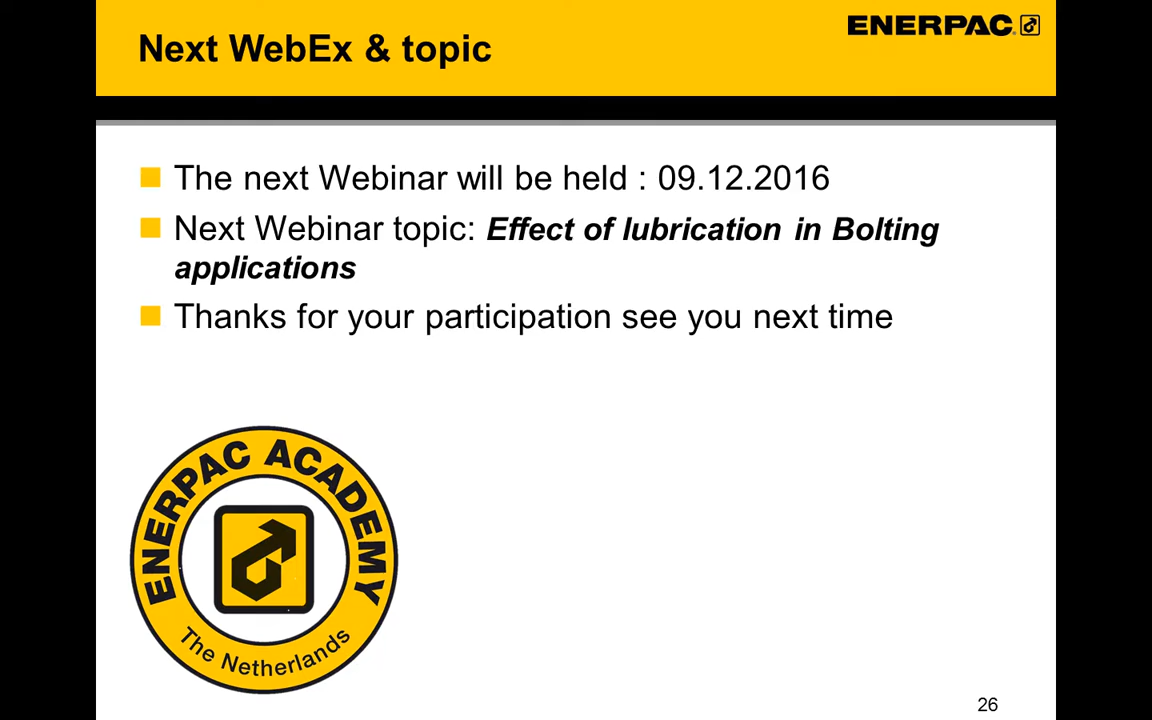 Next WebEx & topic
ENERPAC
The next Webinar will be held : 09.12.2016
Next Webinar topic: Effect of lubrication in Bolting
applications
Thanks for your participation see you next time
ENERPAC ACADEMY
The Netherlands
26